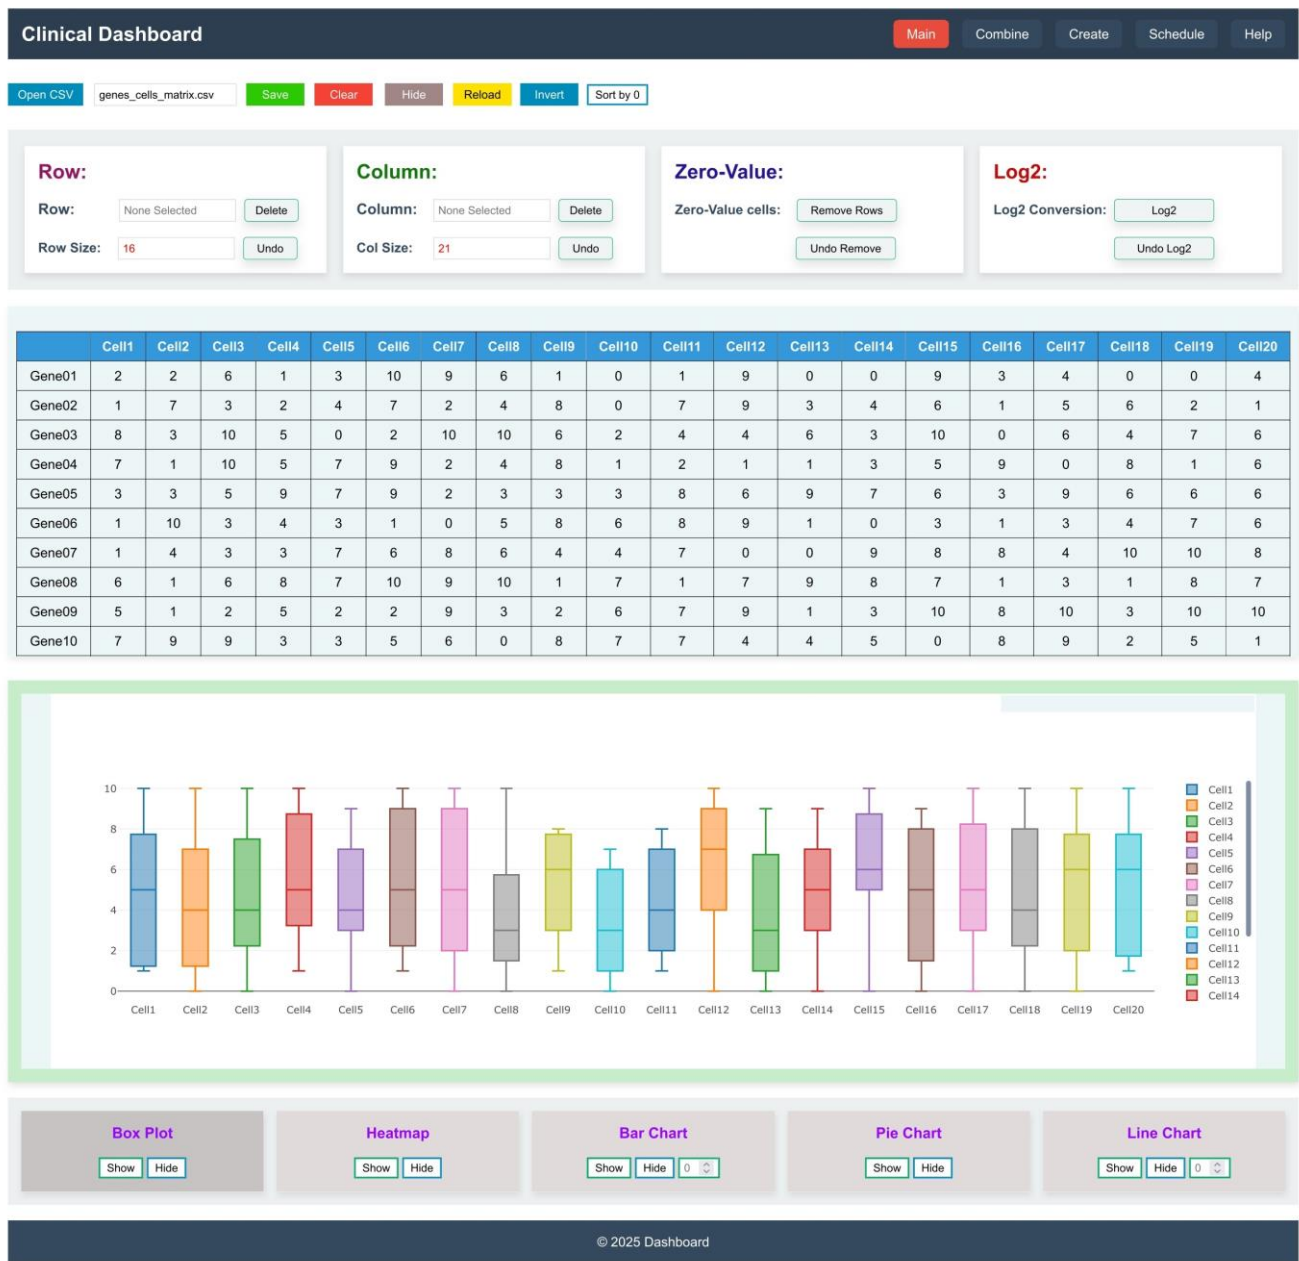 Clinical Dashboard Main Combine Create Schedule Help
Open CSV genes_cells_matrix.csv Save Clear Hide Reload Invert Sort by 0
Row: Column: Zero-Value: Log2:
Row: None Selected Delete Column: None Selected Delete Zero-Value cells: Remove Rows Log2 Conversion: Log2
Row Size: 16 Undo Col Size: 21 Undo Undo Remove Undo Log2
Cell1 Cell2 Cell3 Cell4 Cell5 Cell6 Cell7 Cell8 Cell9 Cell10 Cell11 Cell12 Cell13 Cell14 Cell15 Cell16 Cell17 Cell18 Cell19 Cell20
Gene01 2 2 6 1 3 10 9 6 1 0 1 9 0 0 9 3 4 0 0 4
Gene02 1 7 3 2 4 7 2 4 8 0 7 9 3 4 6 1 5 6 2 1
Gene03 8 3 10 5 0 2 10 10 6 2 4 4 6 3 10 0 6 4 7 6
Gene04 7 1 10 5 7 9 2 4 8 1 2 1 1 3 5 9 0 8 1 6
Gene05 3 3 5 9 7 9 2 3 3 3 8 6 9 7 6 3 9 6 6 6
Gene06 1 10 3 4 3 1 0 5 8 6 8 9 1 0 3 1 3 4 7 6
Gene07 1 4 3 3 7 6 8 6 4 4 7 0 0 9 8 8 4 10 10 8
Gene08 6 1 6 8 7 10 9 10 1 7 1 7 9 8 7 1 3 1 8 7
Gene09 5 1 2 5 2 2 9 3 2 6 7 9 1 3 10 8 10 3 10 10
Gene10 7 9 9 3 3 5 6 0 8 7 7 4 4 5 0 8 9 2 5 1
10
8
6
4
2
0
Cell1 Cell2 Cell3 Cell4 Cell5 Cell6 Cell7 Cell8 Cell9 Cell10 Cell11 Cell12 Cell13 Cell14 Cell15 Cell16 Cell17 Cell18 Cell19 Cell20
Cell1
Cell2
Cell3
Cell4
Cell5
Cell6
Cell7
Cell8
Cell9
Cell10
Cell11
Cell12
Cell13
Cell14
Box Plot Heatmap Bar Chart Pie Chart Line Chart
Show Hide Show Hide Show Hide 0 Show Hide Show Hide 0
© 2025 Dashboard